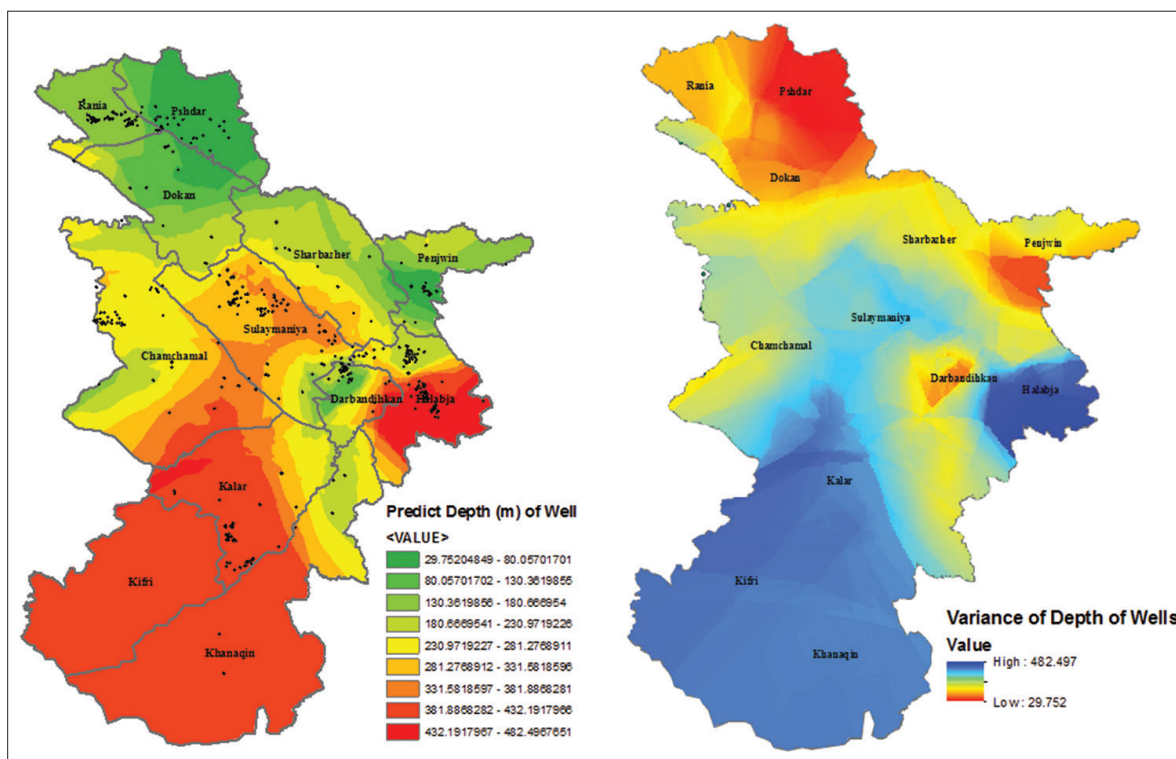 Rania
Pshdar
Dokan
Sharbazher
Penjwin
Sulaymaniya
Chamchamal
Darbandihkan
Halabja
Kalar
Kifri
Khanaqin
Predict Depth (m) of Well
<VALUE>
29.75204849 - 80.05701701
80.05701702 - 130.3619855
130.3619856 - 180.666954
180.6669541 - 230.9719226
230.9719227 - 281.2768911
281.2768912 - 331.5818596
331.5818597 - 381.8868281
381.8868282 - 432.1917966
432.1917967 - 482.4967651
Rania
Pshdar
Dokan
Sharbazher
Penjwin
Sulaymaniya
Chamchamal
Darbandihkan
Halabja
Kalar
Kifri
Khanaqin
Variance of Depth of Wells
Value
High : 482.497
Low : 29.752